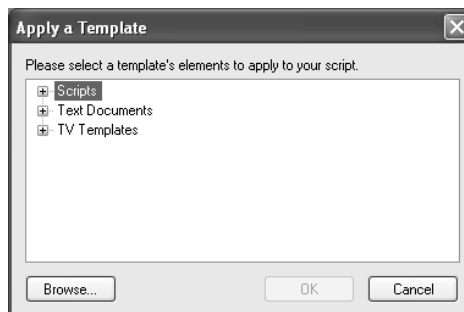 Apply a Template
Please select a template's elements to apply to your script.
Scripts
Text Documents
TV Templates
Browse... OK Cancel